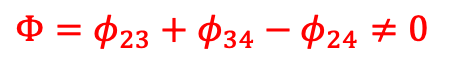 Φ = ϕ₂₃ + ϕ₃₄ − ϕ₂₄ ≠ 0